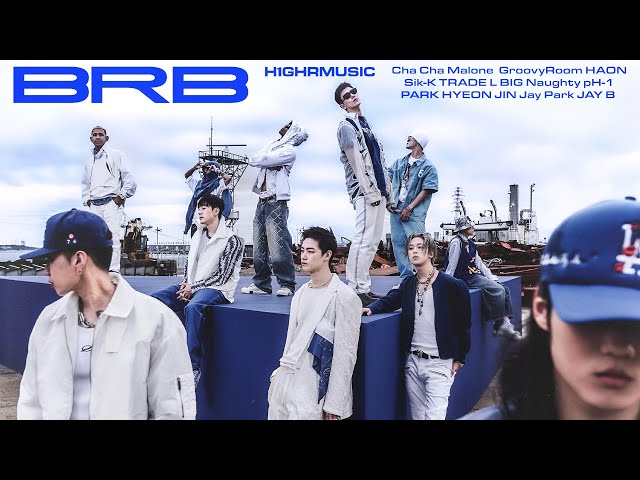 BRB
H1GHRMUSIC
Cha Cha Malone GroovyRoom HAON
Sik-K TRADE L BIG Naughty pH-1
PARK HYEON JIN Jay Park JAY B
74